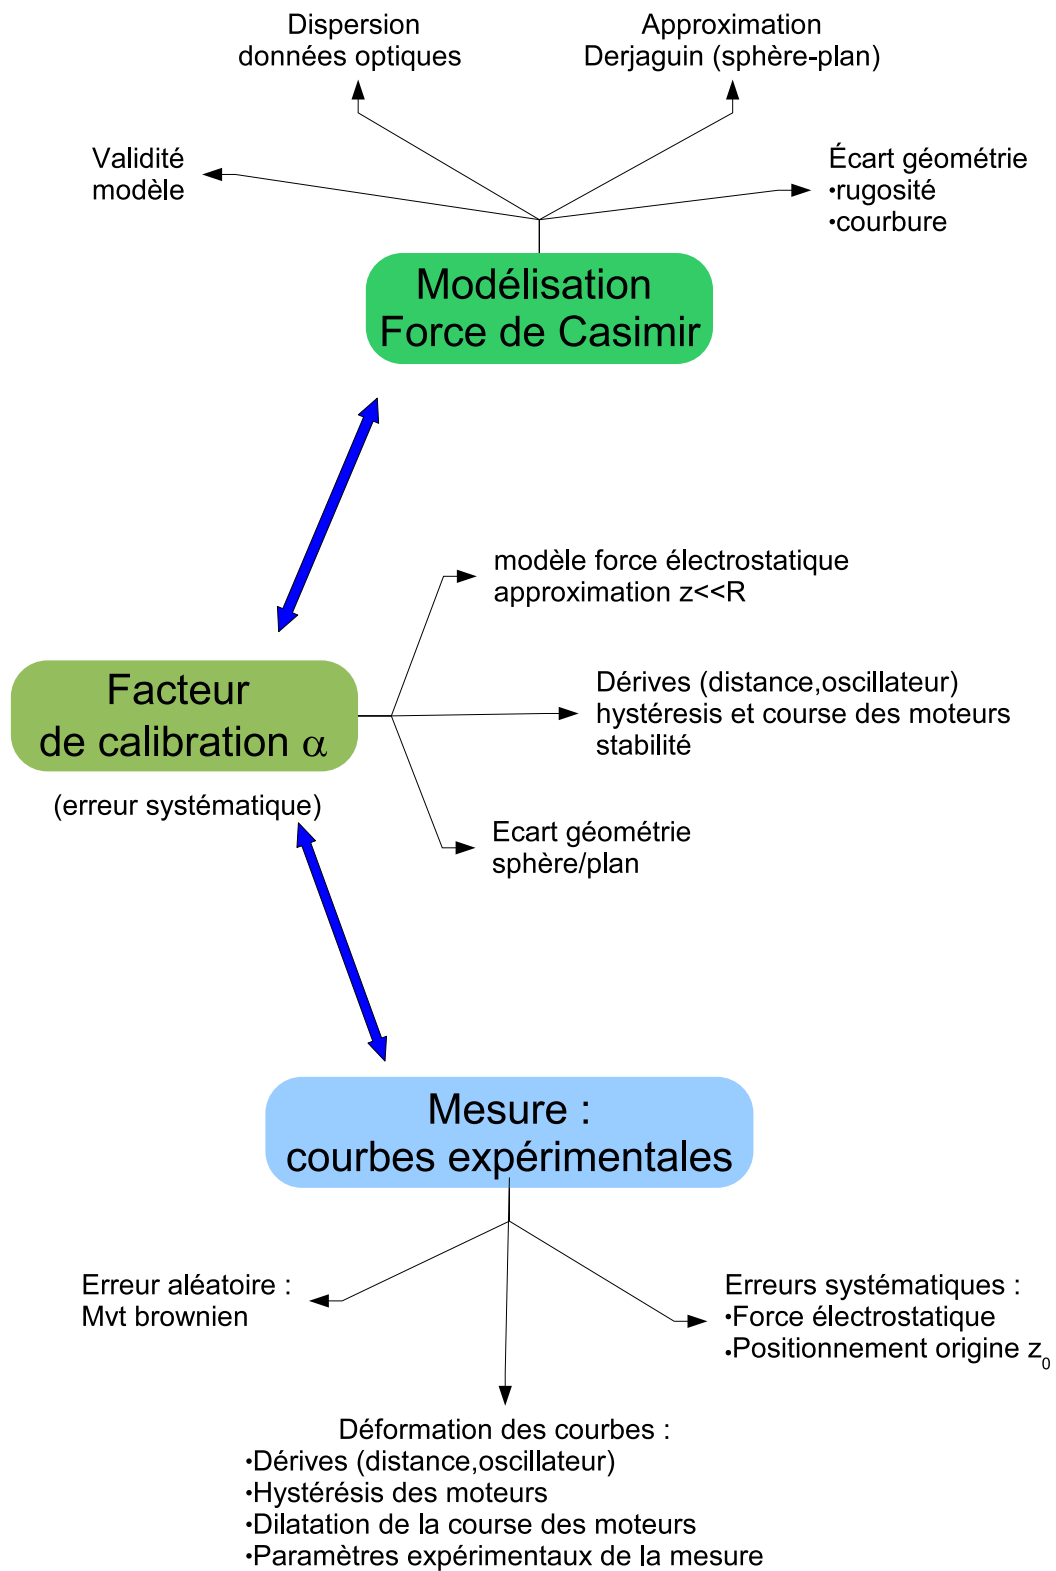 Dispersion
données optiques
Approximation
Derjaguin (sphère-plan)
Validité
modèle
Écart géométrie
•rugosité
•courbure
Modélisation
Force de Casimir
modèle force électrostatique
approximation z<<R
Facteur
de calibration α
(erreur systématique)
Dérives (distance,oscillateur)
hystéresis et course des moteurs
stabilité
Ecart géométrie
sphère/plan
Mesure :
courbes expérimentales
Erreur aléatoire :
Mvt brownien
Erreurs systématiques :
•Force électrostatique
•Positionnement origine z₀
Déformation des courbes :
•Dérives (distance,oscillateur)
•Hystérésis des moteurs
•Dilatation de la course des moteurs
•Paramètres expérimentaux de la mesure